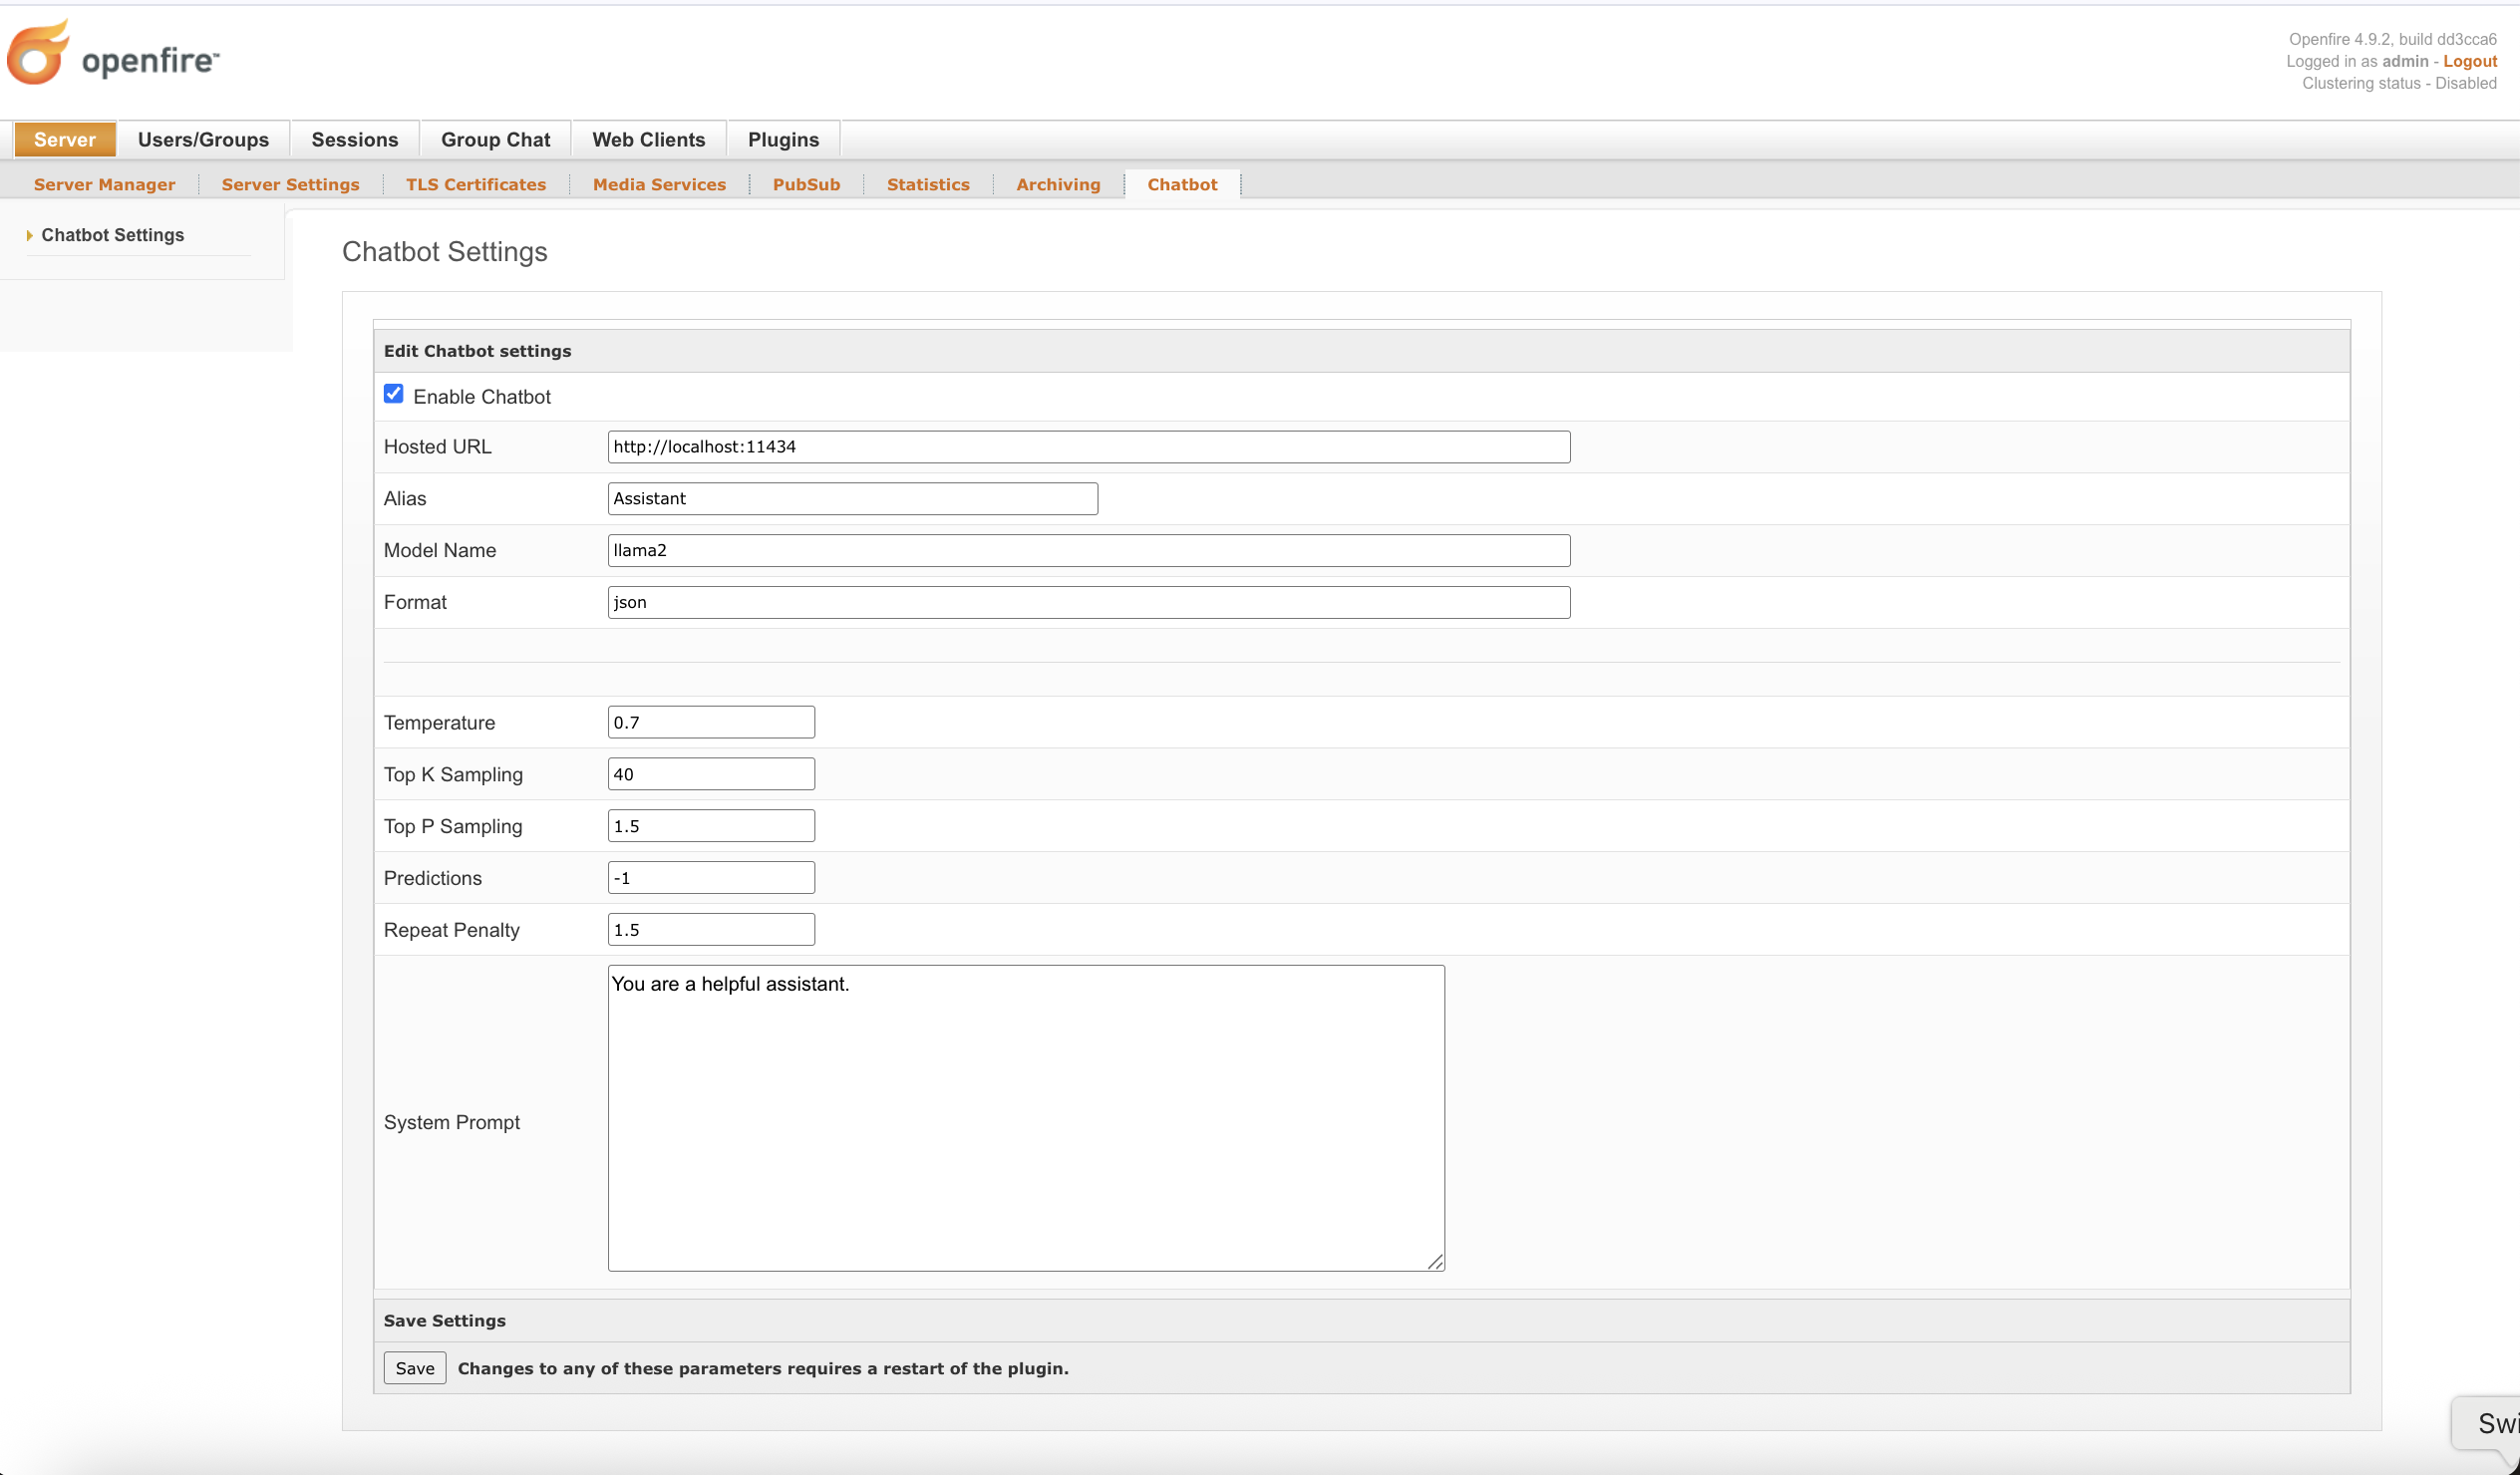 openfire™
Openfire 4.9.2, build dd3cca6
Logged in as admin - Logout
Clustering status - Disabled
Server Users/Groups Sessions Group Chat Web Clients Plugins
Server Manager Server Settings TLS Certificates Media Services PubSub Statistics Archiving Chatbot
Chatbot Settings
Chatbot Settings
Edit Chatbot settings
Enable Chatbot
Hosted URL http://localhost:11434
Alias Assistant
Model Name llama2
Format json
Temperature 0.7
Top K Sampling 40
Top P Sampling 1.5
Predictions -1
Repeat Penalty 1.5
System Prompt You are a helpful assistant.
Save Settings
Save Changes to any of these parameters requires a restart of the plugin.